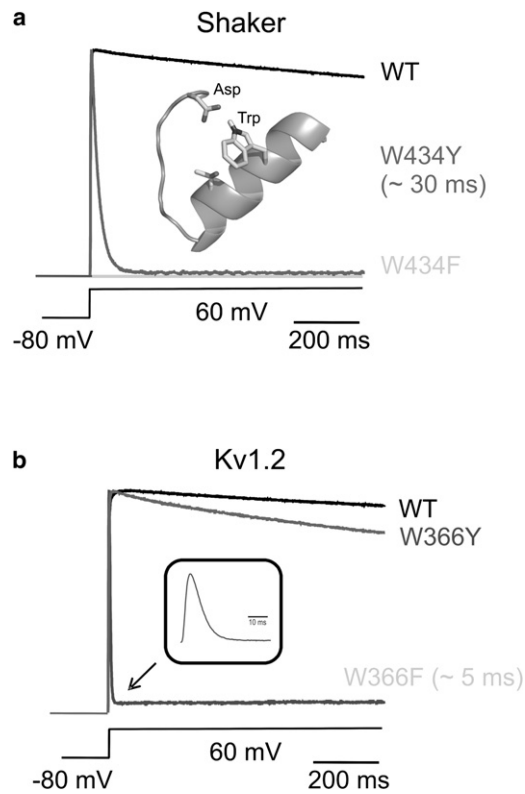 a
Shaker
WT
Asp
Trp
W434Y
(~ 30 ms)
W434F
60 mV
-80 mV
200 ms
b
Kv1.2
WT
W366Y
10 ms
W366F (~ 5 ms)
60 mV
-80 mV
200 ms